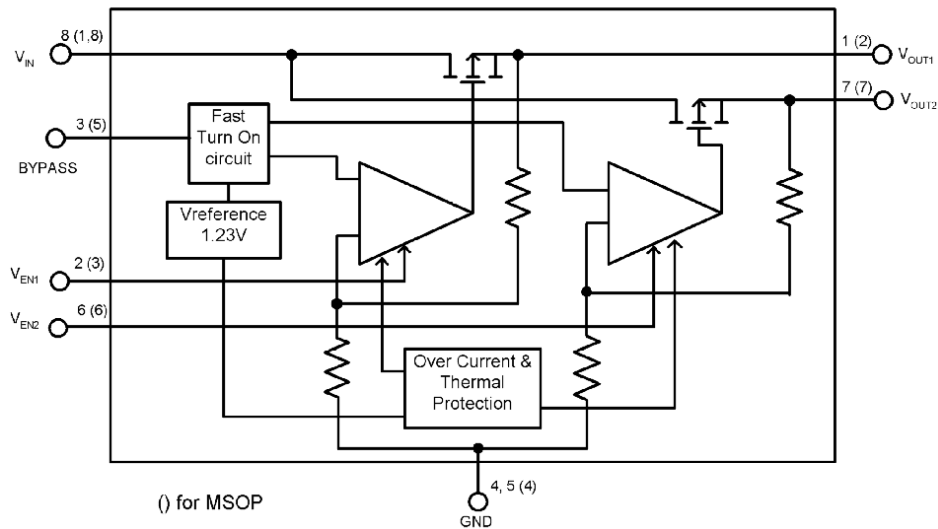 8 (1,8)
V_IN
1 (2)
V_OUT1
7 (7)
V_OUT2
3 (5)
BYPASS
Fast
Turn On
circuit
Vreference
1.23V
2 (3)
V_EN1
6 (6)
V_EN2
Over Current &
Thermal
Protection
4, 5 (4)
GND
() for MSOP